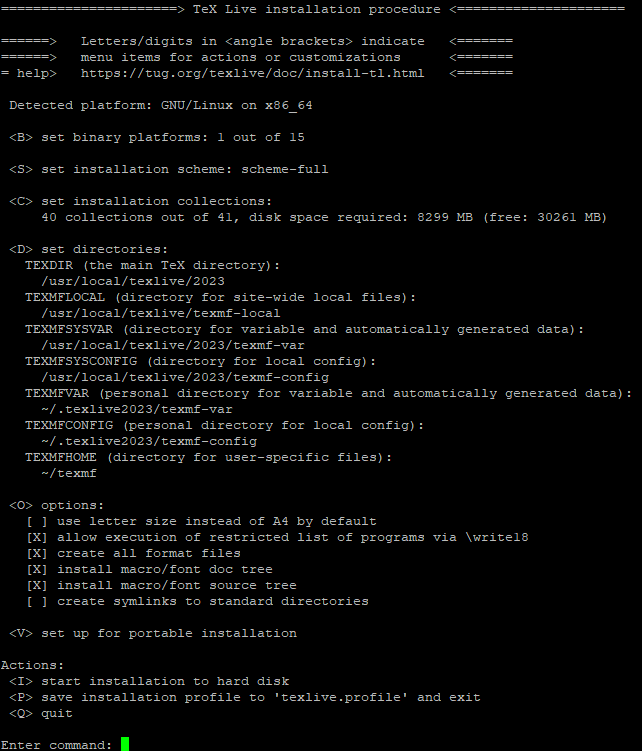 ======================> TeX Live installation procedure <=====================
======>   Letters/digits in <angle brackets> indicate   <=======
======>   menu items for actions or customizations      <=======
= help>   https://tug.org/texlive/doc/install-tl.html   <=======
Detected platform: GNU/Linux on x86_64
<B> set binary platforms: 1 out of 15
<S> set installation scheme: scheme-full
<C> set installation collections:
40 collections out of 41, disk space required: 8299 MB (free: 30261 MB)
<D> set directories:
TEXDIR (the main TeX directory):
/usr/local/texlive/2023
TEXMFLOCAL (directory for site-wide local files):
/usr/local/texlive/texmf-local
TEXMFSYSVAR (directory for variable and automatically generated data):
/usr/local/texlive/2023/texmf-var
TEXMFSYSCONFIG (directory for local config):
/usr/local/texlive/2023/texmf-config
TEXMFVAR (personal directory for variable and automatically generated data):
~/.texlive2023/texmf-var
TEXMFCONFIG (personal directory for local config):
~/.texlive2023/texmf-config
TEXMFHOME (directory for user-specific files):
~/texmf
<O> options:
[ ] use letter size instead of A4 by default
[X] allow execution of restricted list of programs via \write18
[X] create all format files
[X] install macro/font doc tree
[X] install macro/font source tree
[ ] create symlinks to standard directories
<V> set up for portable installation
Actions:
<I> start installation to hard disk
<P> save installation profile to 'texlive.profile' and exit
<Q> quit
Enter command: